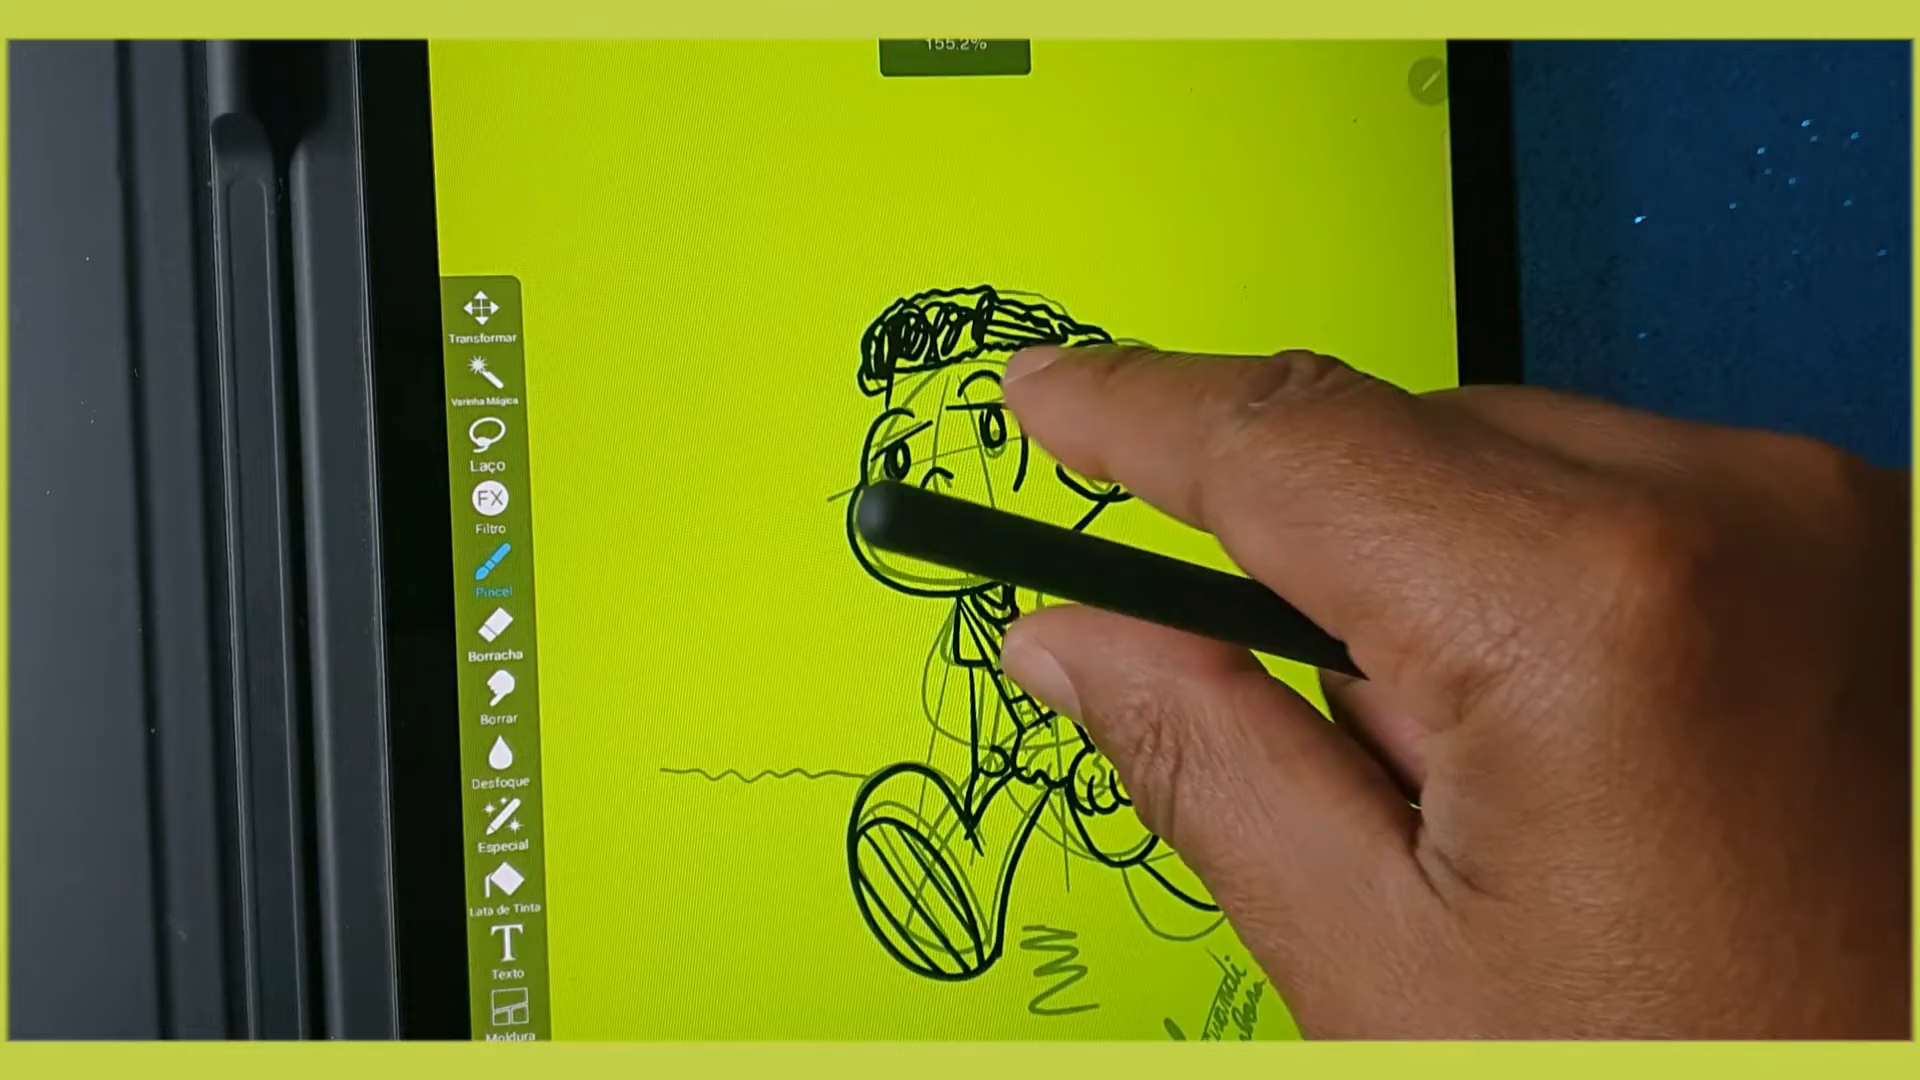 155.2%
Transformar
Varinha Mágica
Laço
FX
Filtro
Pincel
Borracha
Borrar
Desfoque
Especial
Lata de Tinta
T
Texto
Moldura